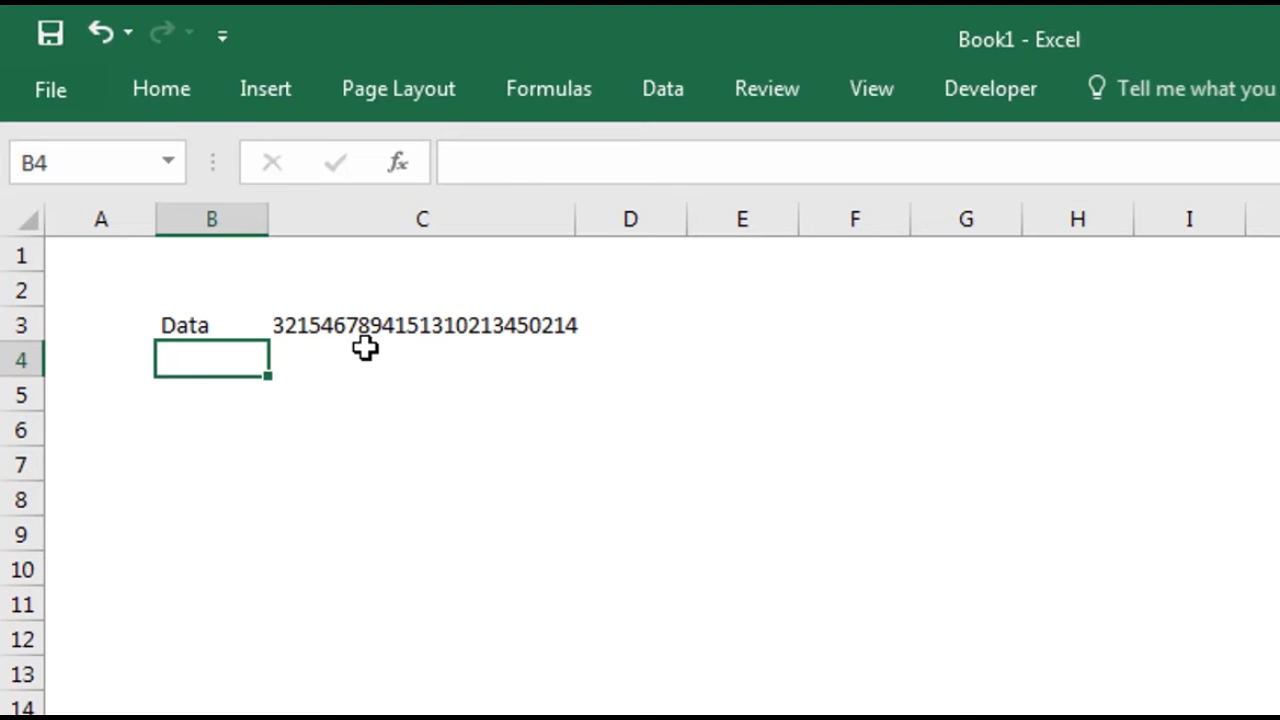 Book1 - Excel
File Home Insert Page Layout Formulas Data Review View Developer Tell me what you
B4 fx
A B C D E F G H I
1
2
3 Data 3215467894151310213450214
4
5
6
7
8
9
10
11
12
13
14